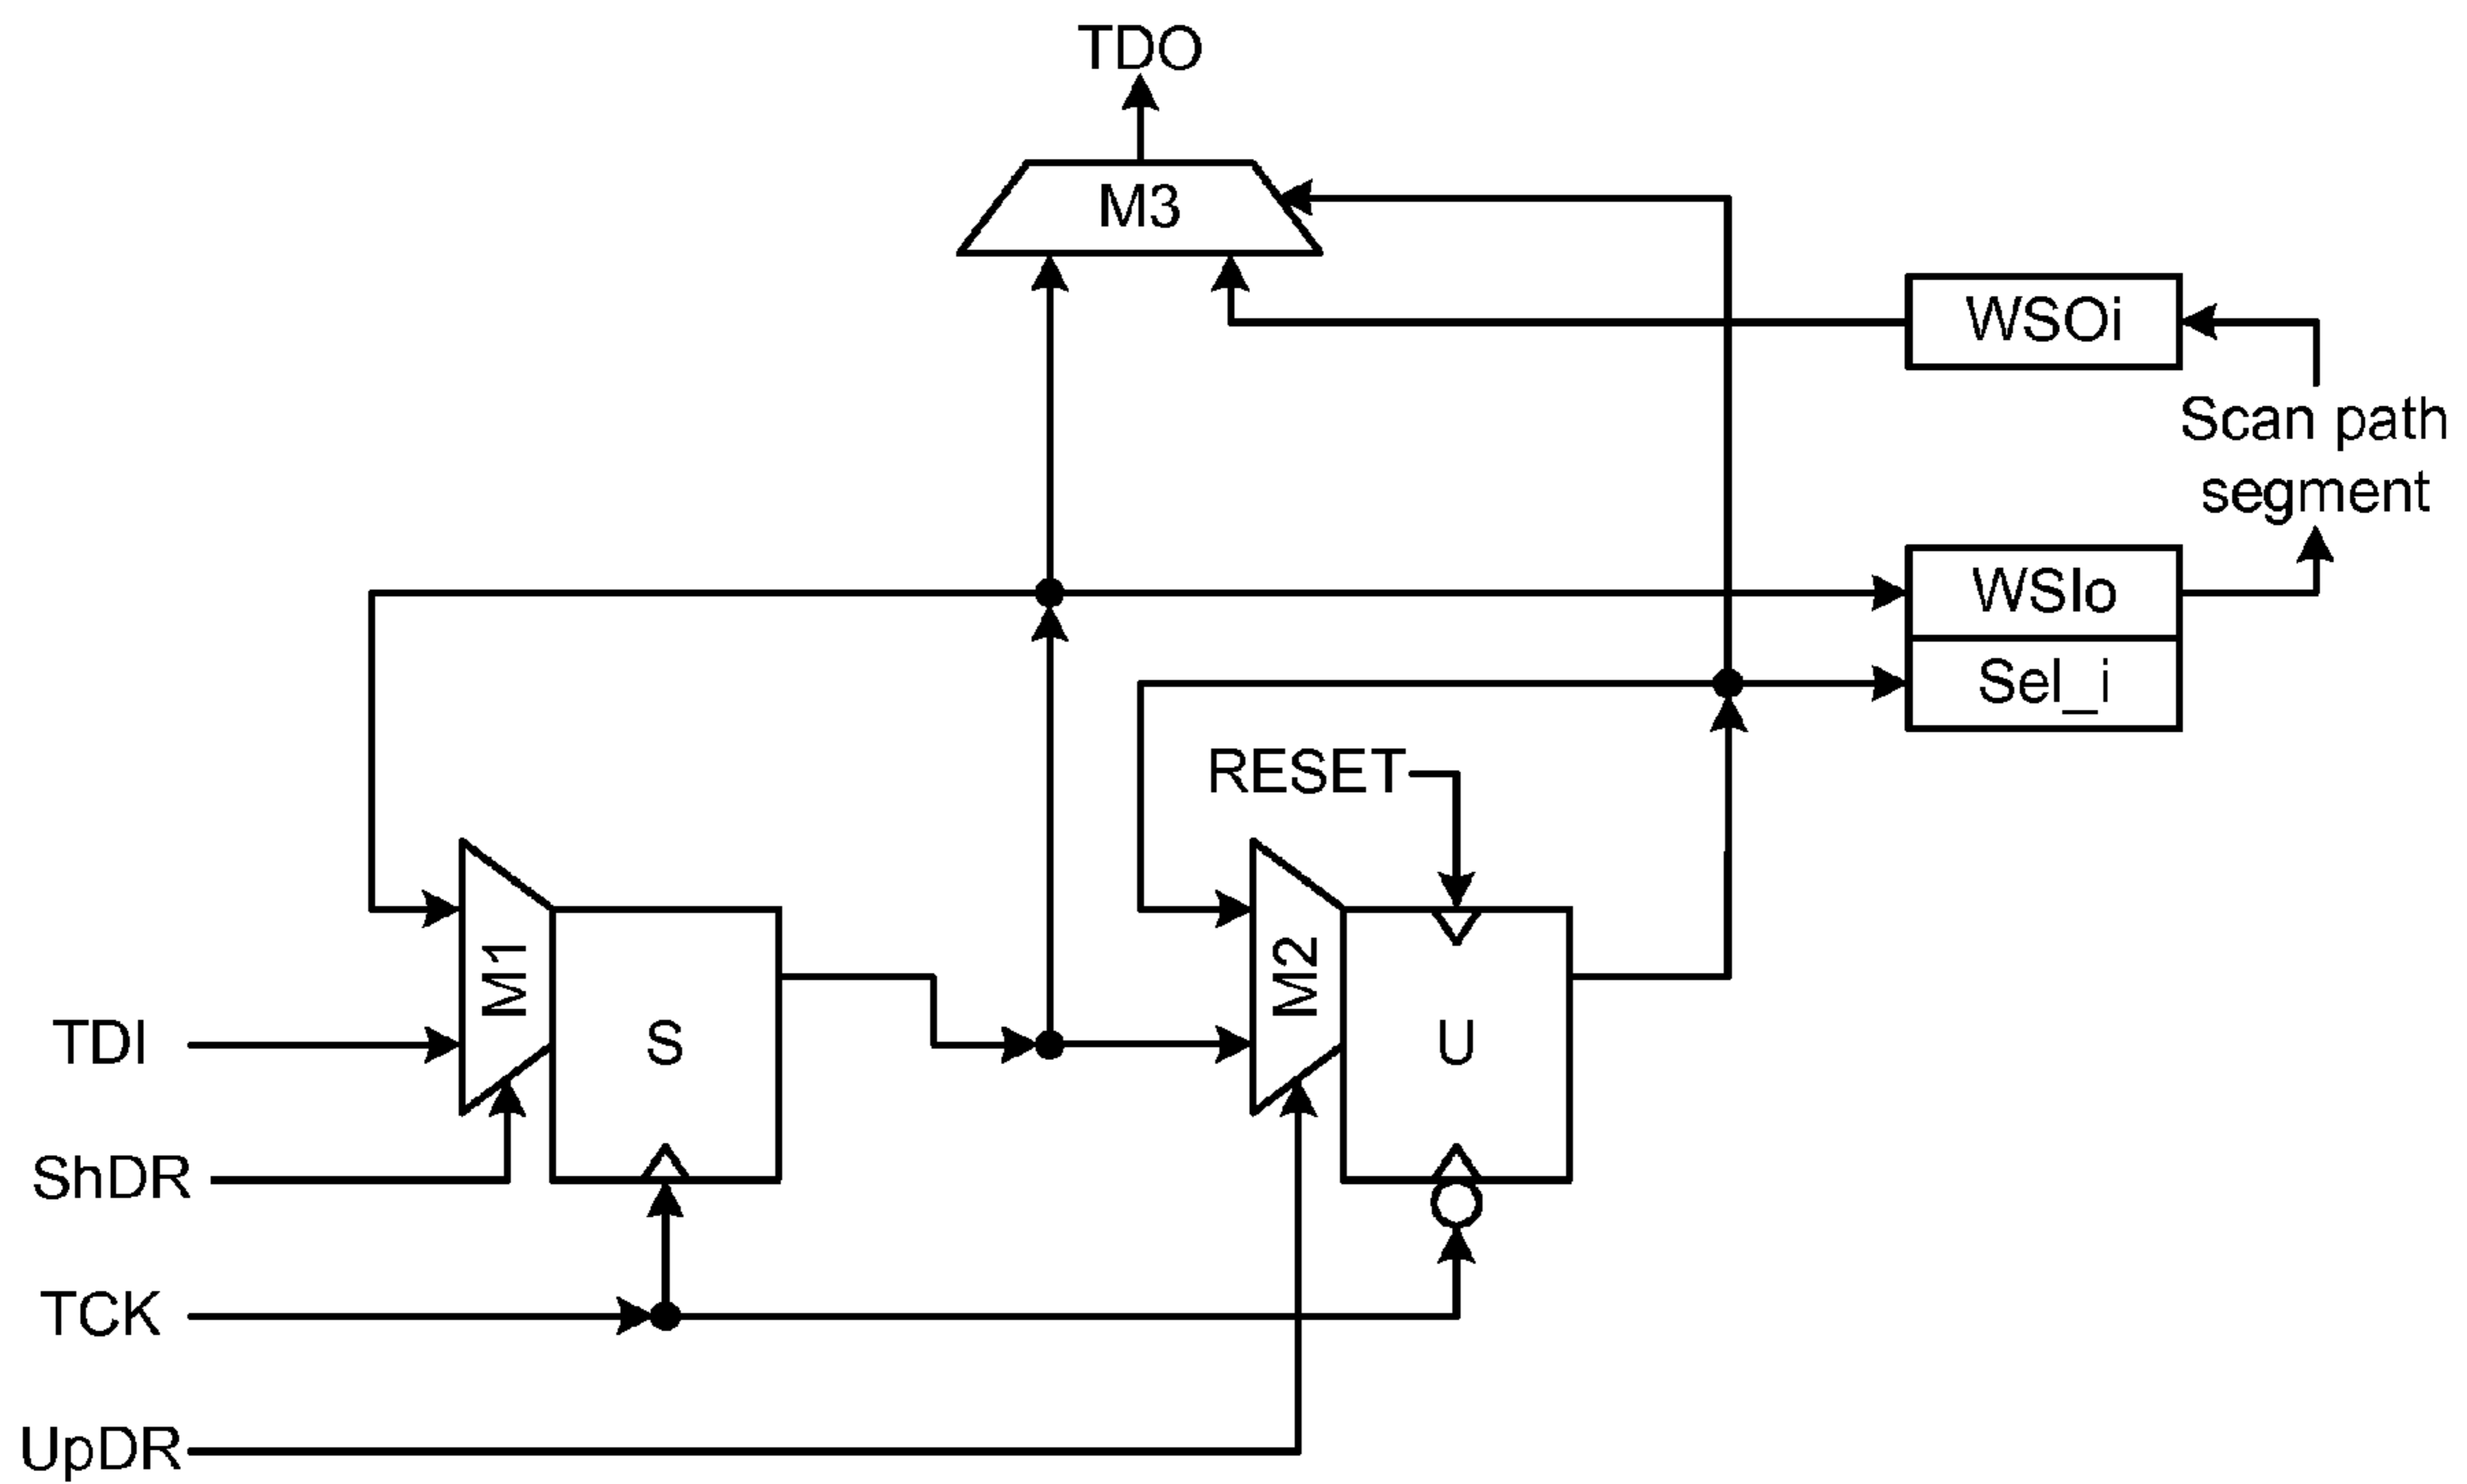 TDO
M3
WSOi
Scan path
segment
WSIo
Sel_i
RESET
M1
M2
TDI
S
U
ShDR
TCK
UpDR